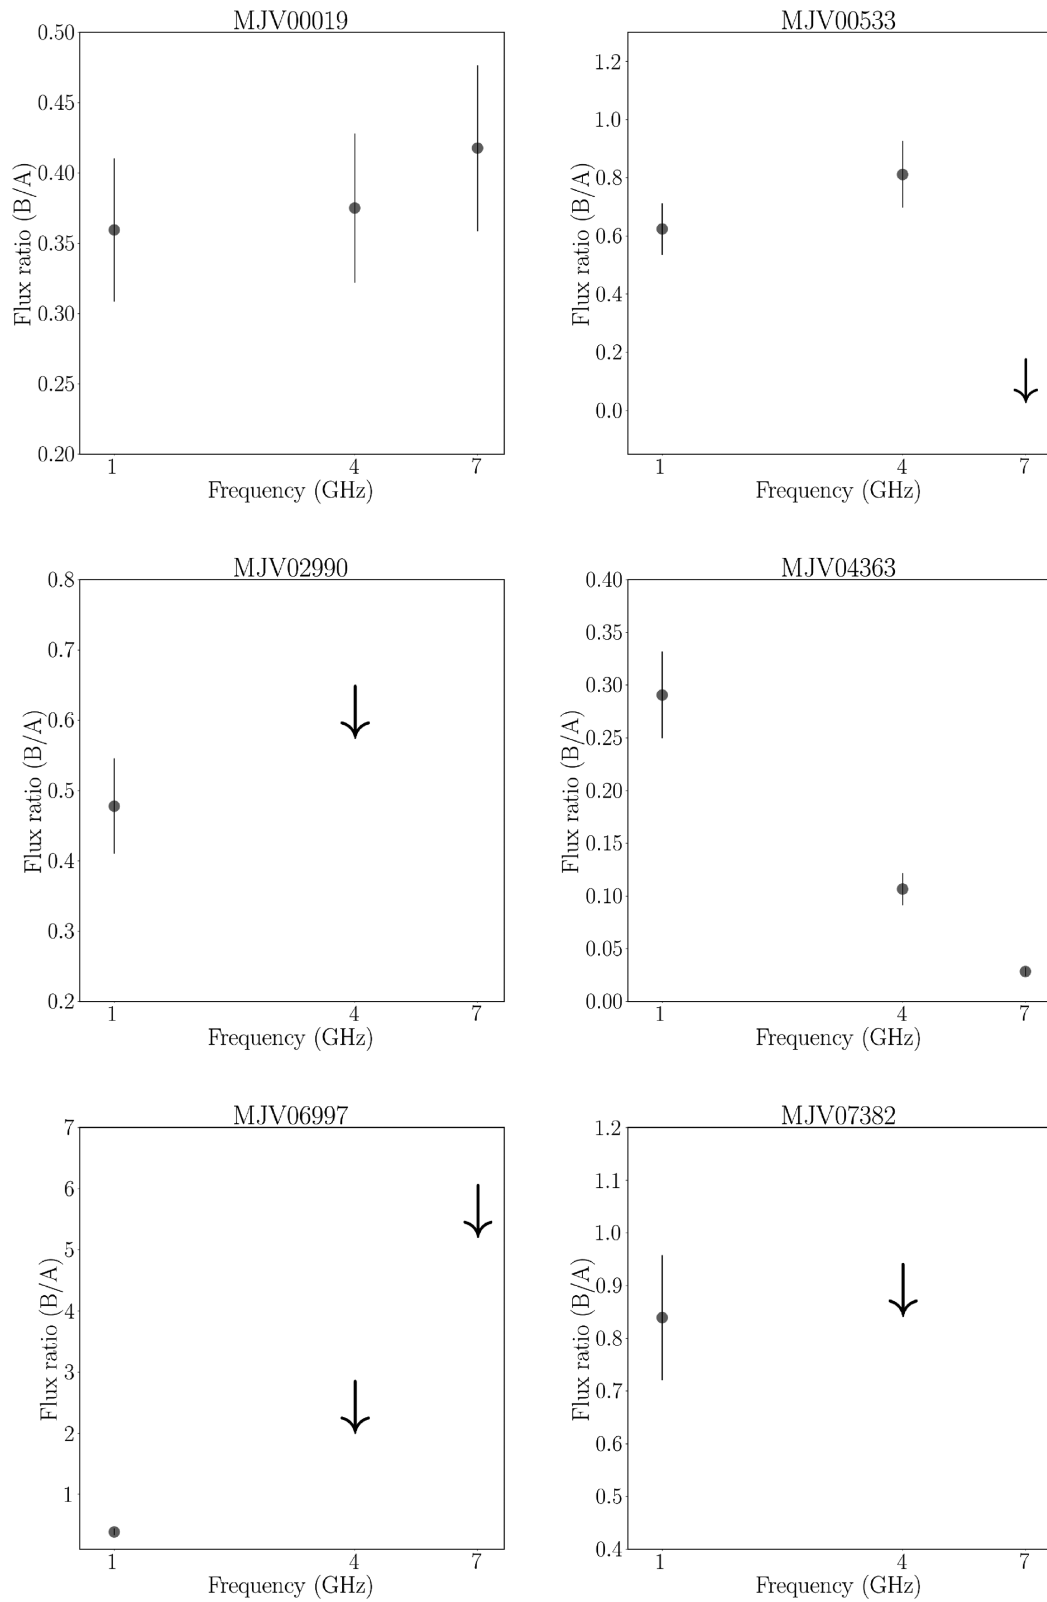 MJV00019
0.50
0.45
0.40
0.35
0.30
0.25
0.20
Flux ratio (B/A)
1 4 7
Frequency (GHz)
MJV00533
1.2
1.0
0.8
0.6
0.4
0.2
0.0
Flux ratio (B/A)
1 4 7
Frequency (GHz)
MJV02990
0.8
0.7
0.6
0.5
0.4
0.3
0.2
Flux ratio (B/A)
1 4 7
Frequency (GHz)
MJV04363
0.40
0.35
0.30
0.25
0.20
0.15
0.10
0.05
0.00
Flux ratio (B/A)
1 4 7
Frequency (GHz)
MJV06997
7
6
5
4
3
2
1
Flux ratio (B/A)
1 4 7
Frequency (GHz)
MJV07382
1.2
1.1
1.0
0.9
0.8
0.7
0.6
0.5
0.4
Flux ratio (B/A)
1 4 7
Frequency (GHz)